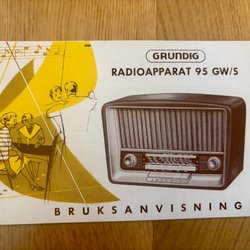 GRUNDIG
RADIOAPPARAT 95 GW/S
BRUKSANVISNING